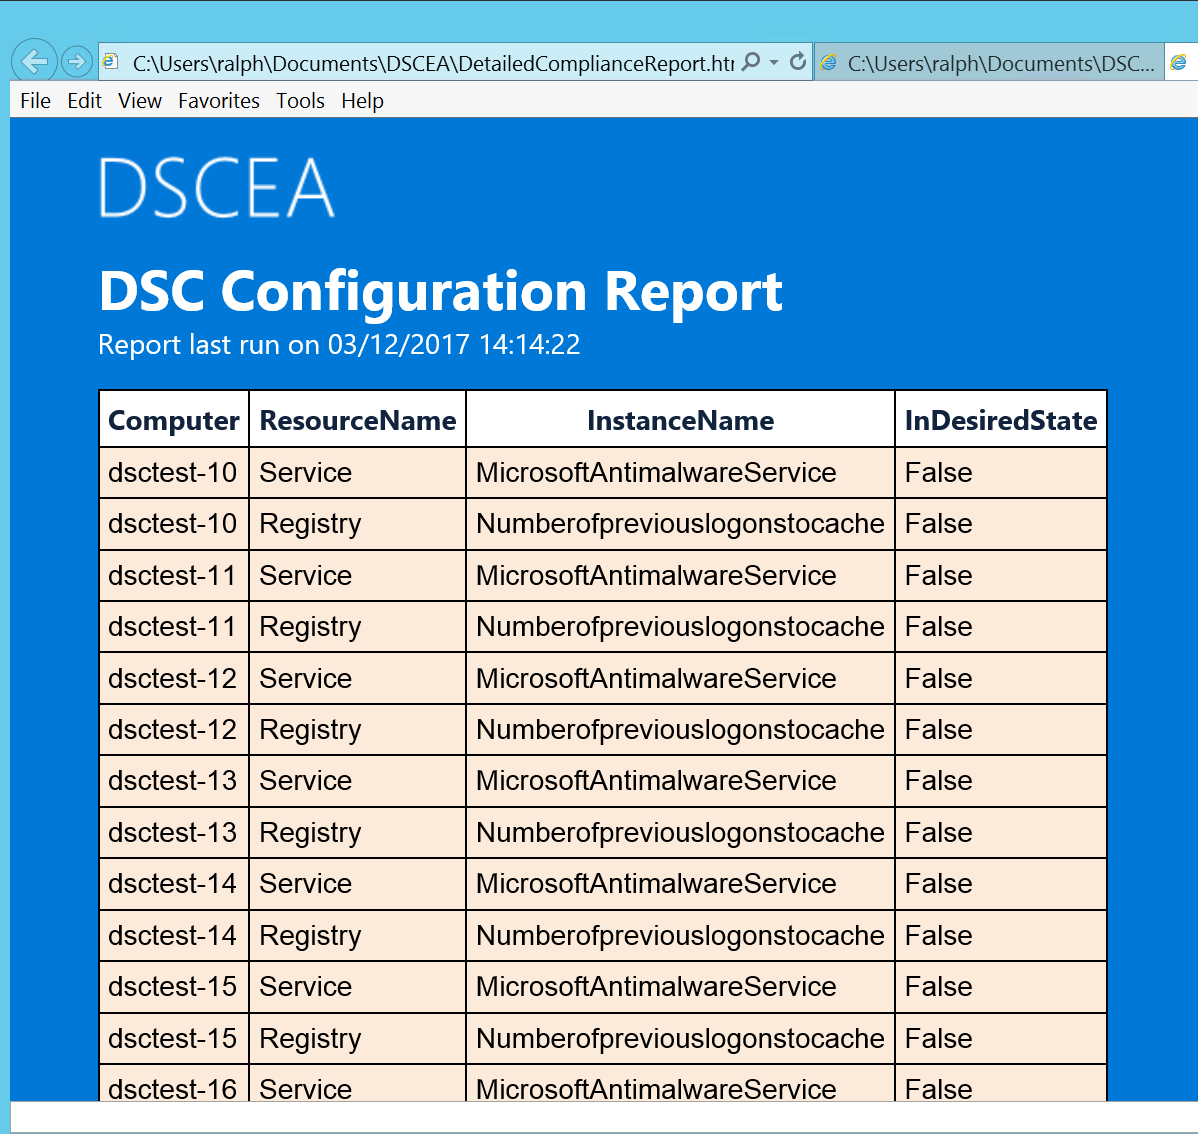 C:\Users\ralph\Documents\DSCEA\DetailedComplianceReport.htm C:\Users\ralph\Documents\DSC...
File Edit View Favorites Tools Help
DSCEA
DSC Configuration Report
Report last run on 03/12/2017 14:14:22
Computer ResourceName InstanceName InDesiredState
dsctest-10 Service MicrosoftAntimalwareService False
dsctest-10 Registry Numberofpreviouslogonstocache False
dsctest-11 Service MicrosoftAntimalwareService False
dsctest-11 Registry Numberofpreviouslogonstocache False
dsctest-12 Service MicrosoftAntimalwareService False
dsctest-12 Registry Numberofpreviouslogonstocache False
dsctest-13 Service MicrosoftAntimalwareService False
dsctest-13 Registry Numberofpreviouslogonstocache False
dsctest-14 Service MicrosoftAntimalwareService False
dsctest-14 Registry Numberofpreviouslogonstocache False
dsctest-15 Service MicrosoftAntimalwareService False
dsctest-15 Registry Numberofpreviouslogonstocache False
dsctest-16 Service MicrosoftAntimalwareService False